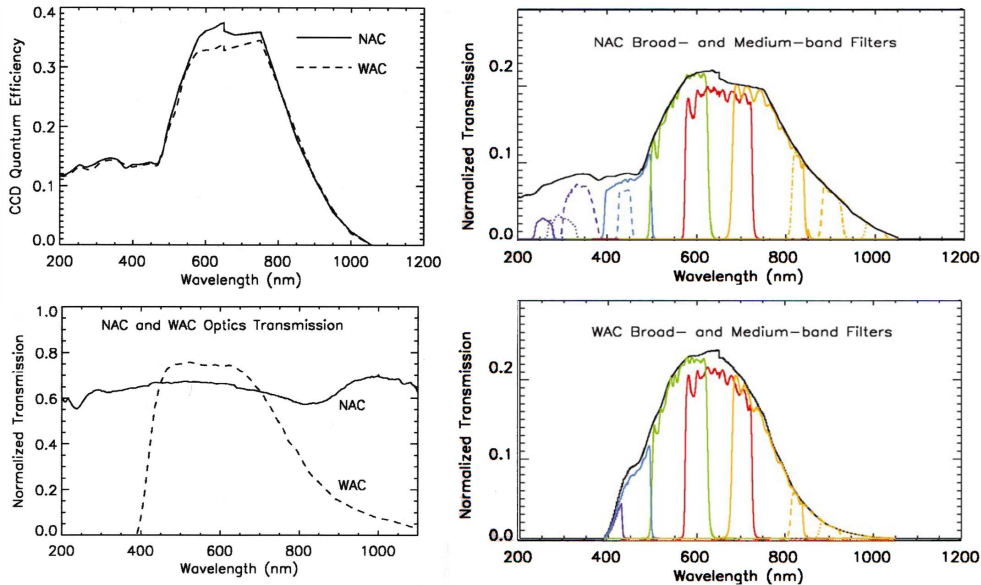 CCD Quantum Efficiency
0.4
0.3
0.2
0.1
0.0
NAC
WAC
200 400 600 800 1000 1200
Wavelength (nm)
NAC Broad- and Medium-band Filters
Normalized Transmission
0.2
0.1
0.0
200 400 600 800 1000 1200
Wavelength (nm)
NAC and WAC Optics Transmission
Normalized Transmission
1.0
0.8
0.6
0.4
0.2
0.0
NAC
WAC
200 400 600 800 1000
Wavelength (nm)
WAC Broad- and Medium-band Filters
Normalized Transmission
0.2
0.1
0.0
200 400 600 800 1000 1200
Wavelength (nm)